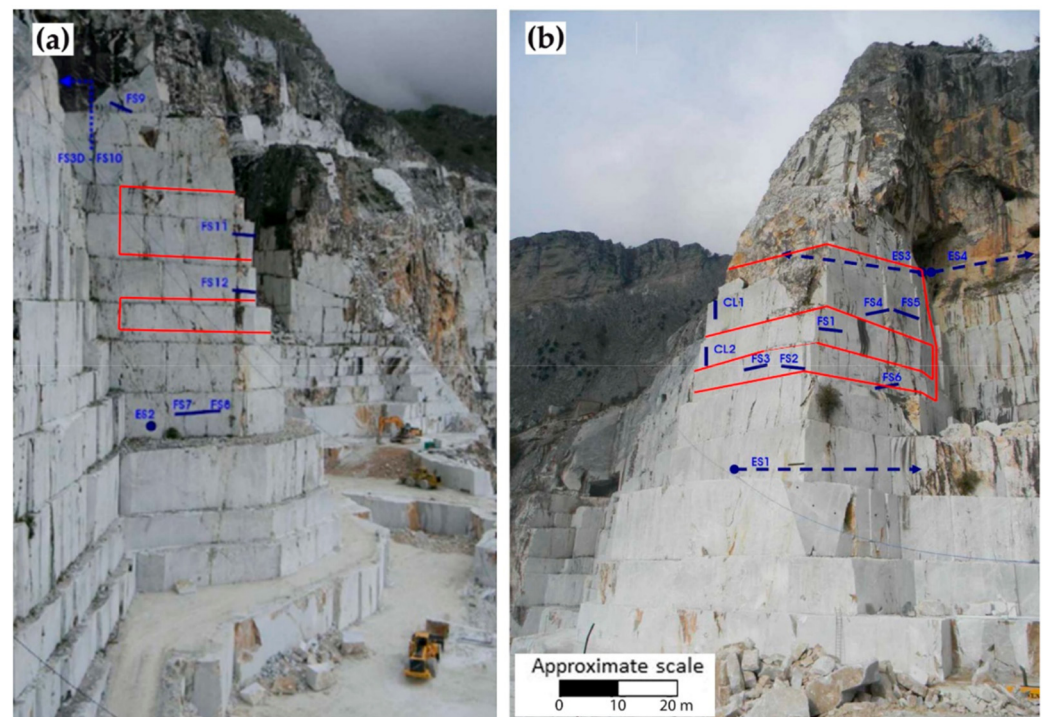 (a)
FS9
FS3D FS10
FS11
FS12
FS7 FS8
ES2
(b)
ES3 ES4
CL1
FS4 FS5
FS1
CL2
FS3 FS2
FS6
ES1
Approximate scale
0 10 20 m